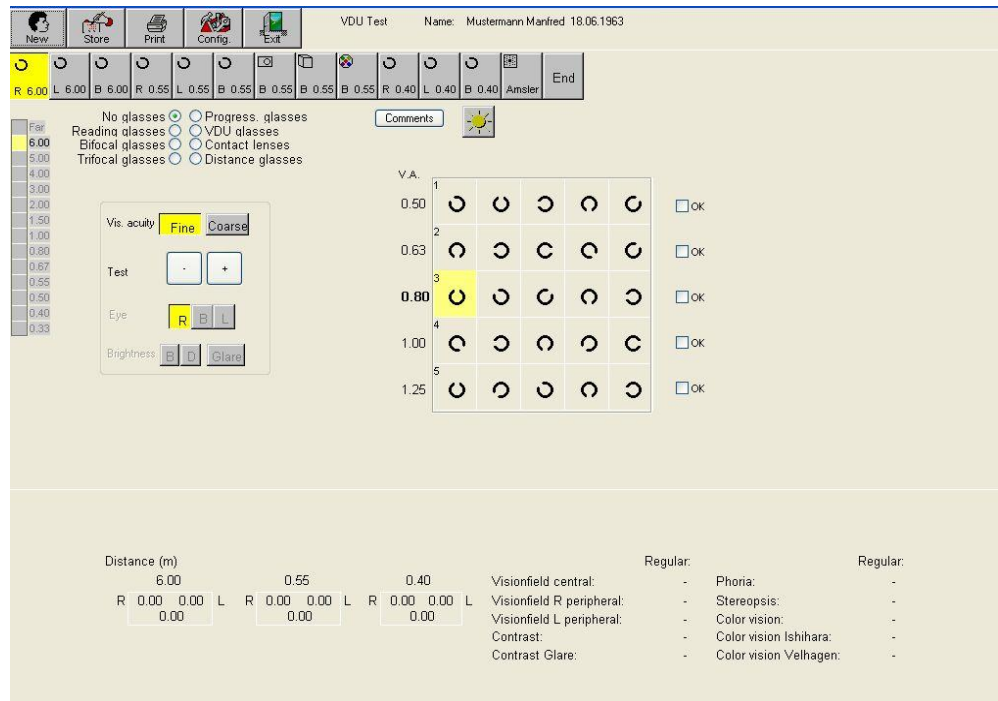 New Store Print Config. Exit VDU Test Name: Mustermann Manfred 18.06.1963
R 6.00 L 6.00 B 6.00 R 0.55 L 0.55 B 0.55 B 0.55 B 0.55 B 0.55 R 0.40 L 0.40 B 0.40 Amsler End
No glasses Progress. glasses Comments
Reading glasses VDU glasses
Bifocal glasses Contact lenses
Trifocal glasses Distance glasses
Far
6.00
5.00
4.00
3.00
2.00
1.50
1.00
0.80
0.67
0.55
0.50
0.40
0.33
Vis. acuity Fine Coarse
Test - +
Eye R B L
Brightness B D Glare
V.A.
1
0.50 OK
2
0.63 OK
3
0.80 OK
4
1.00 OK
5
1.25 OK
Distance (m) Regular: Regular:
6.00 0.55 0.40 Visionfield central: - Phoria: -
R 0.00 0.00 L R 0.00 0.00 L R 0.00 0.00 L Visionfield R peripheral: - Stereopsis: -
0.00 0.00 0.00 Visionfield L peripheral: - Color vision: -
Contrast: - Color vision Ishihara: -
Contrast Glare: - Color vision Velhagen: -